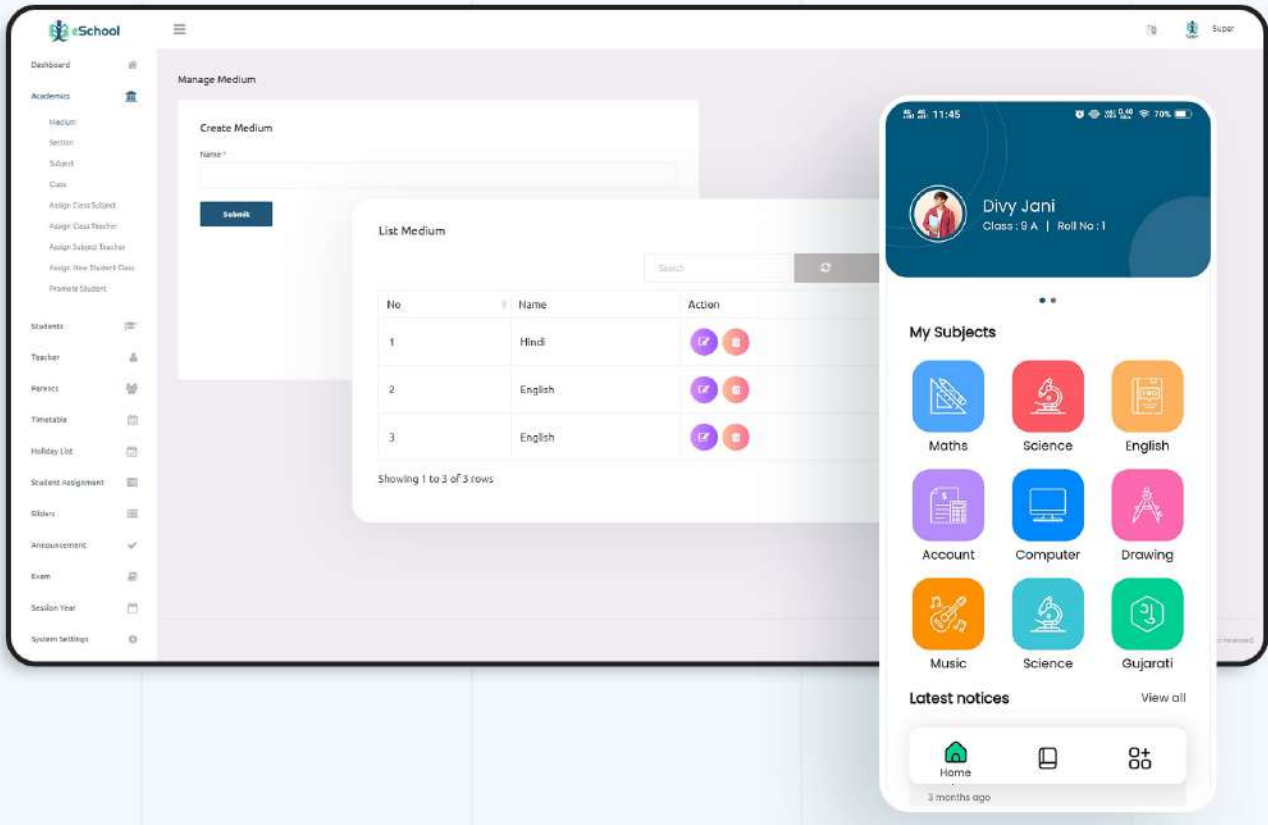 eSchool
Super
Dashboard
Academics
Medium
Section
Subject
Class
Assign Class Subject
Assign Class Teacher
Assign Subject Teacher
Assign New Student Class
Promote Student
Students
Teacher
Parents
Timetable
Holiday List
Student Assignment
Sliders
Announcement
Exam
Session Year
System Settings
Manage Medium
Create Medium
Name *
Submit
List Medium
Search
No Name Action
1 Hindi
2 English
3 English
Showing 1 to 3 of 3 rows
reserved
11:45 70%
Divy Jani
Class : 9 A | Roll No : 1
My Subjects
Maths Science English
Account Computer Drawing
Music Science Gujarati
Latest notices View all
Home
3 months ago